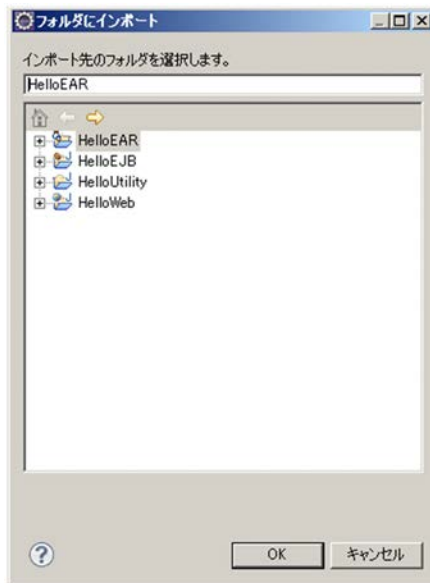 フォルダにインポート
インポート先のフォルダを選択します。
HelloEAR
HelloEAR
HelloEJB
HelloUtility
HelloWeb
OK
キャンセル